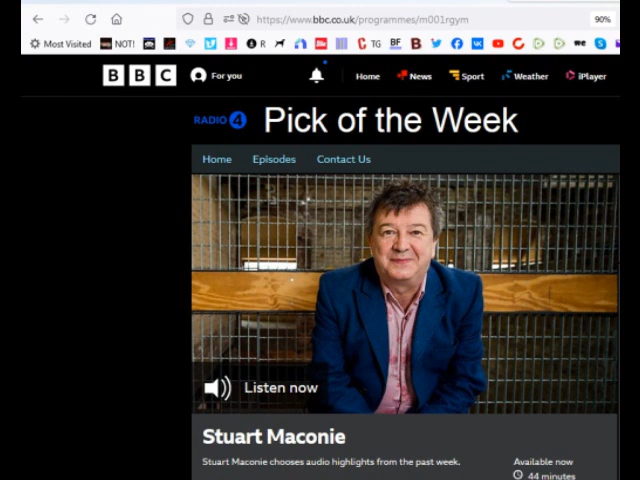 https://www.bbc.co.uk/programmes/m001rgym 90%
Most Visited NOT! R TG BF B we
BBC For you Home News Sport Weather iPlayer
RADIO 4 Pick of the Week
Home Episodes Contact Us
Listen now
Stuart Maconie
Stuart Maconie chooses audio highlights from the past week.
Available now
44 minutes